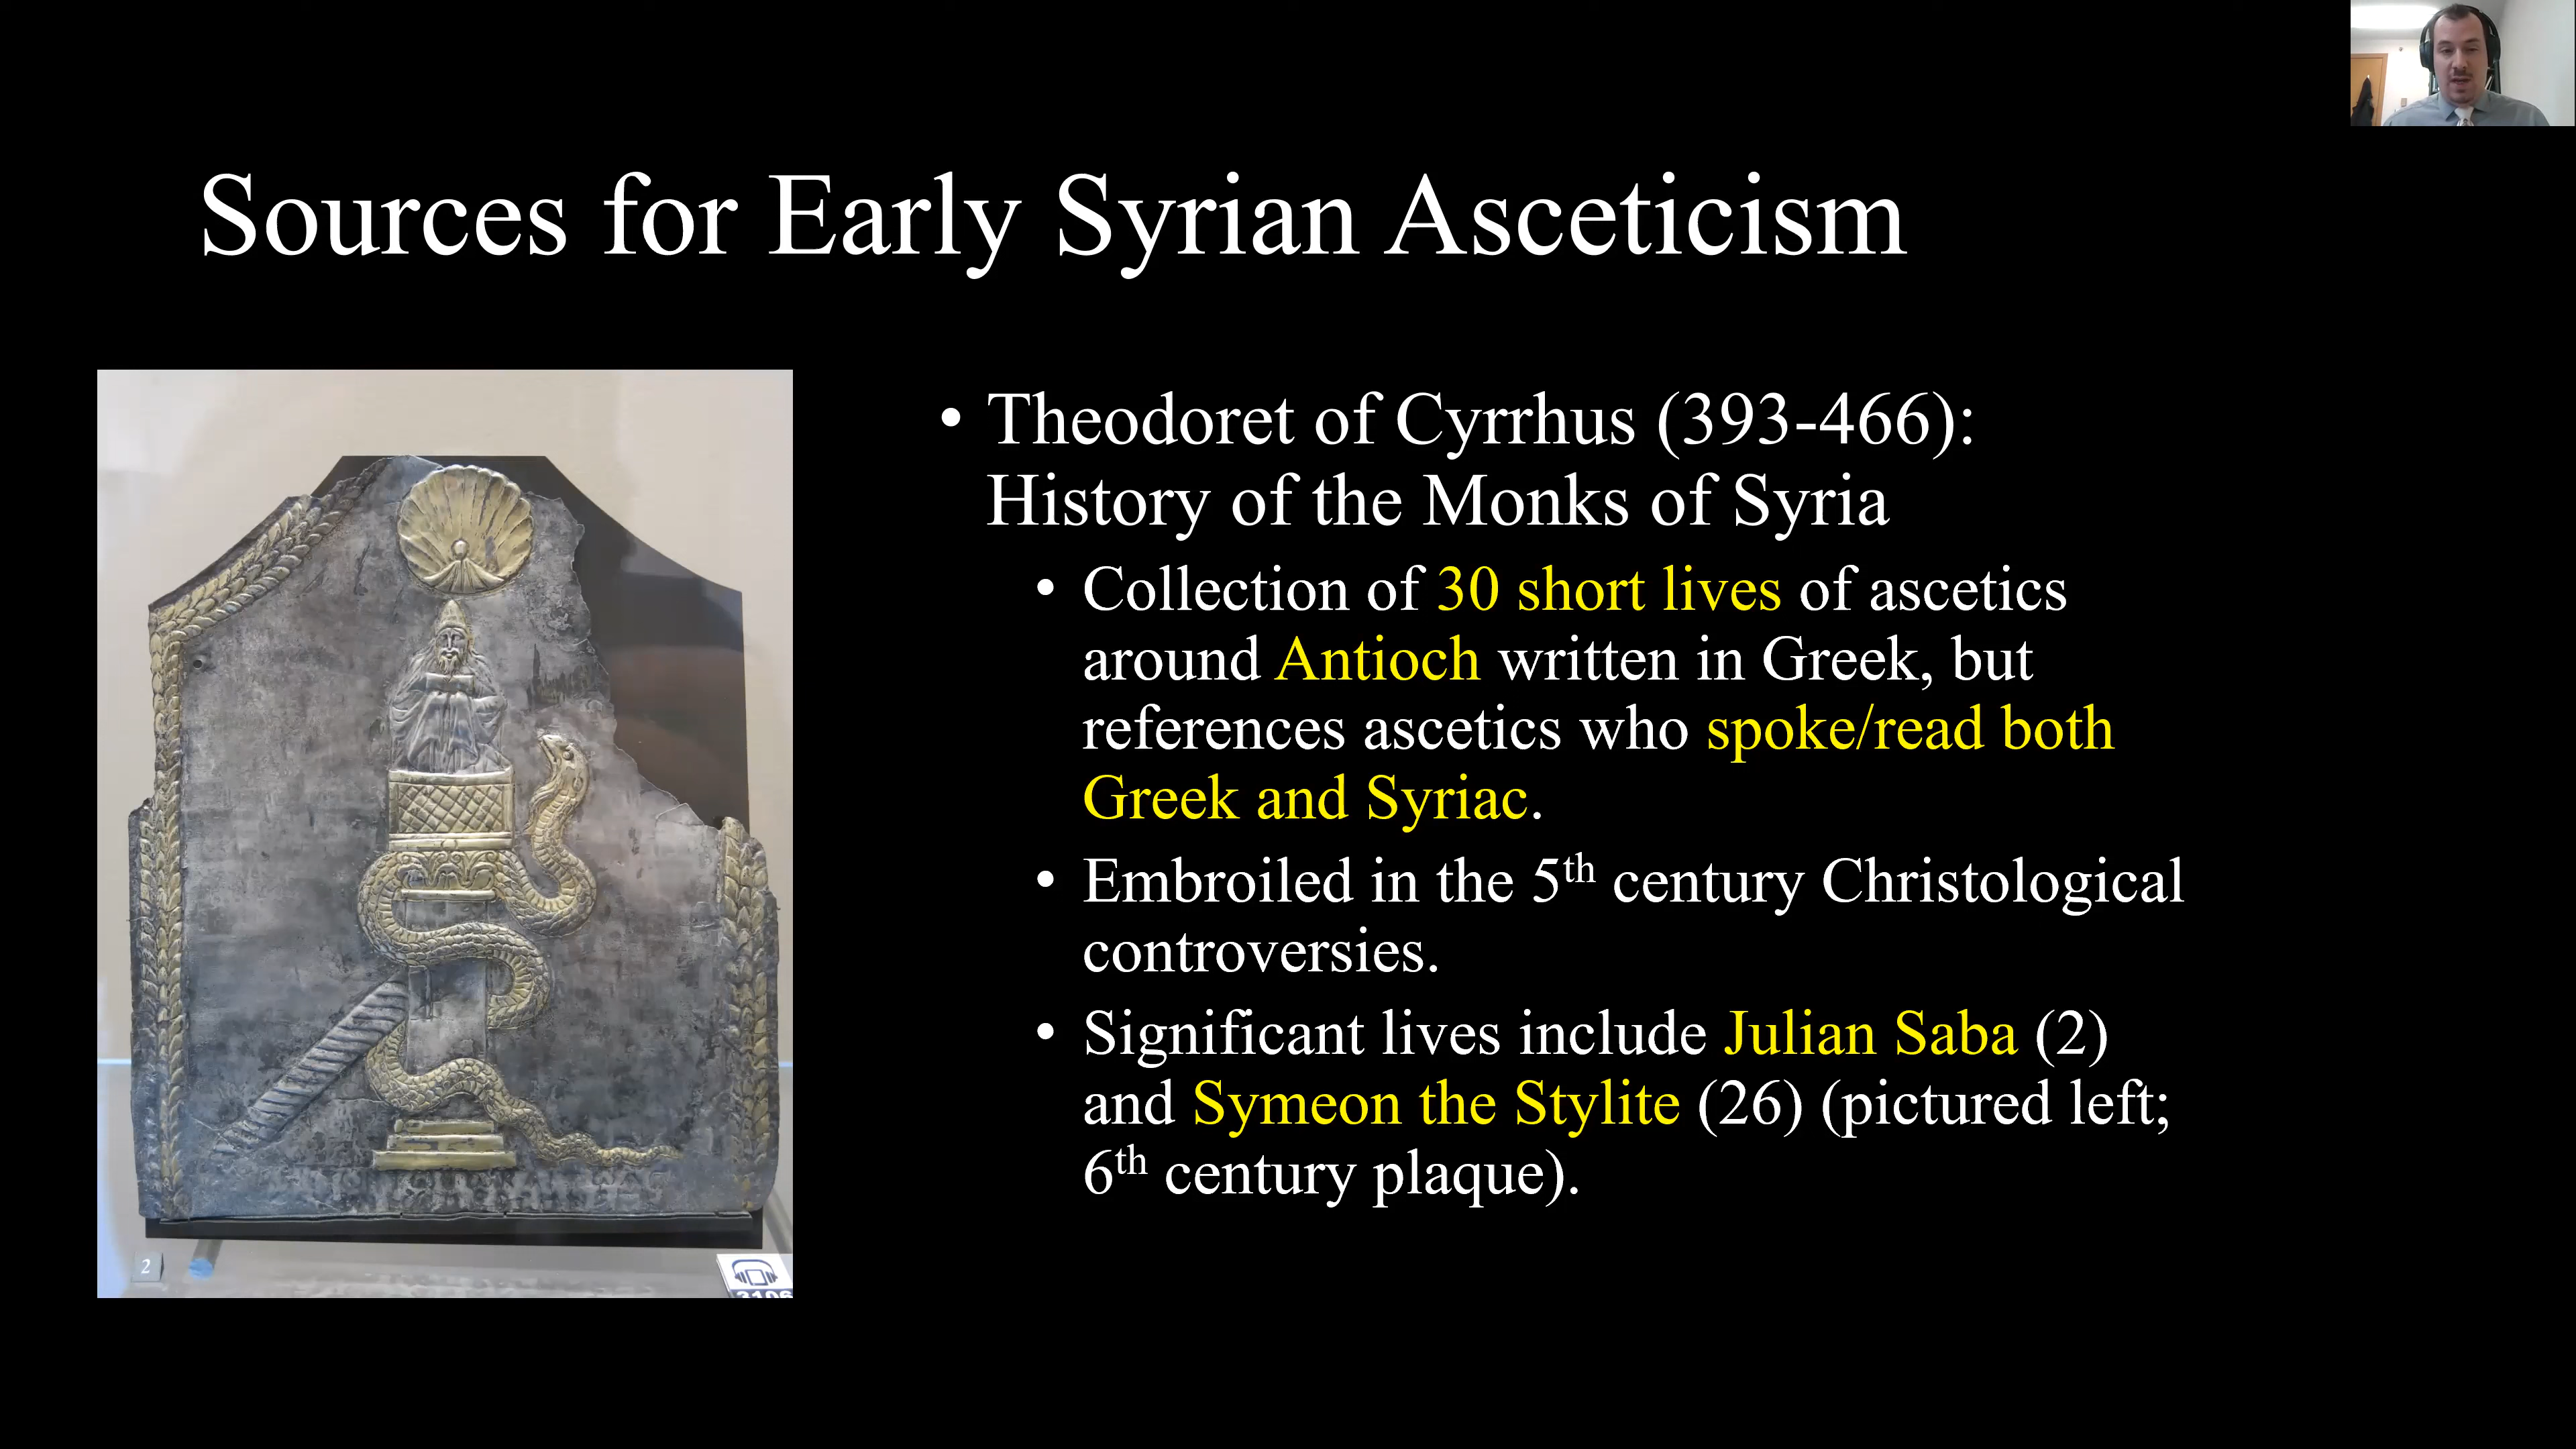 Sources for Early Syrian Asceticism
• Theodoret of Cyrrhus (393-466):
History of the Monks of Syria
• Collection of 30 short lives of ascetics
around Antioch written in Greek, but
references ascetics who spoke/read both
Greek and Syriac.
• Embroiled in the 5th century Christological
controversies.
• Significant lives include Julian Saba (2)
and Symeon the Stylite (26) (pictured left;
6th century plaque).
2
3106